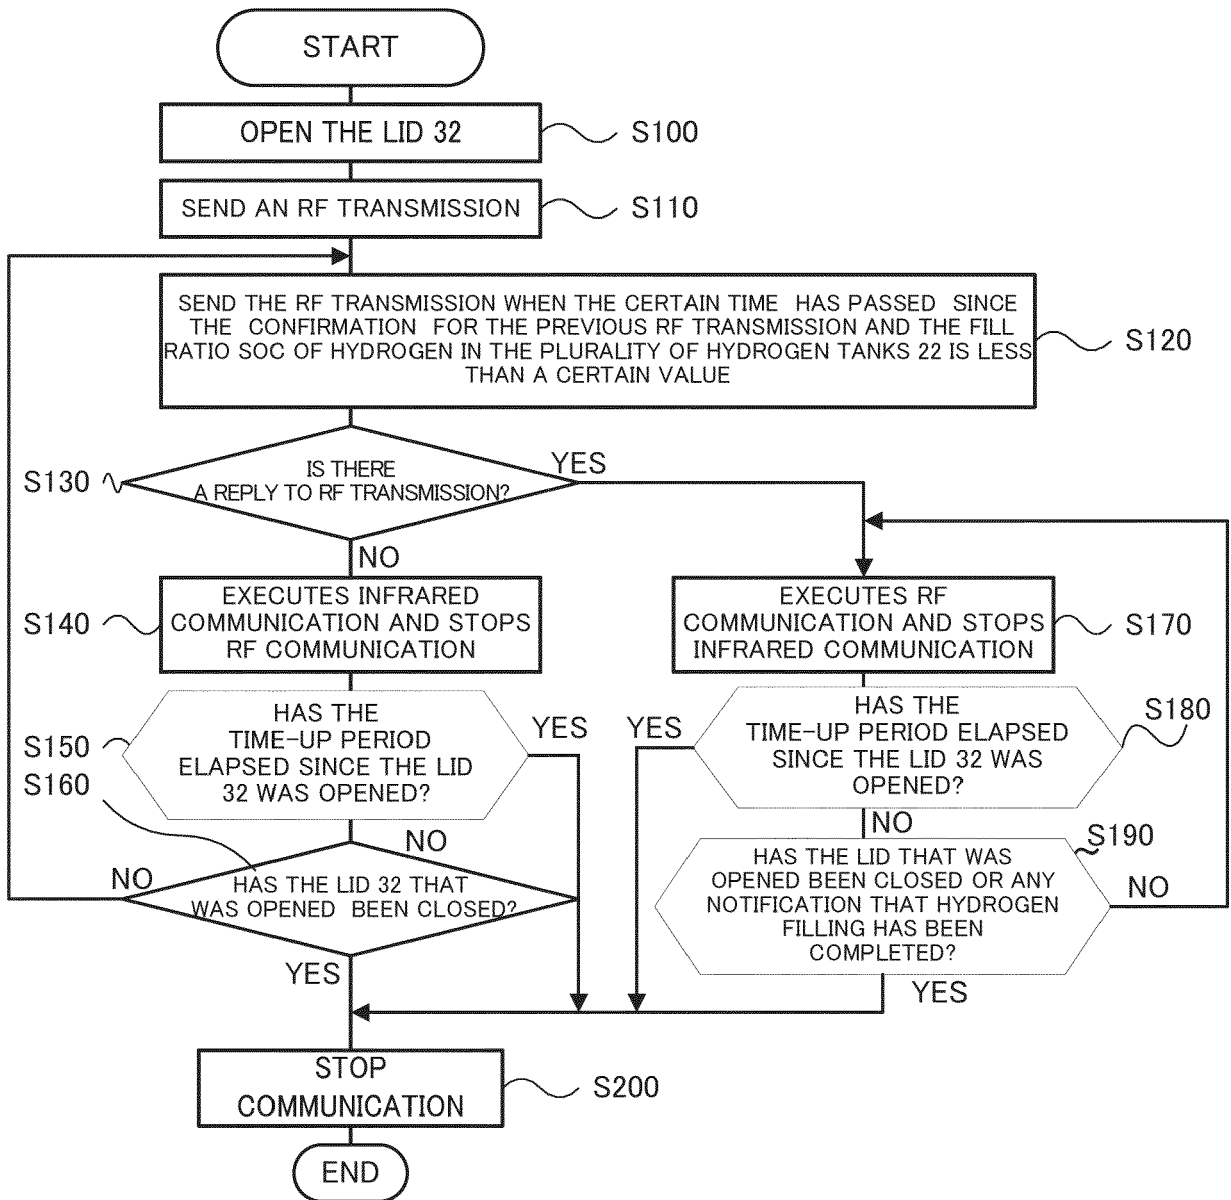 START
OPEN THE LID 32
S100
SEND AN RF TRANSMISSION
S110
SEND THE RF TRANSMISSION WHEN THE CERTAIN TIME HAS PASSED SINCE
THE CONFIRMATION FOR THE PREVIOUS RF TRANSMISSION AND THE FILL
RATIO SOC OF HYDROGEN IN THE PLURALITY OF HYDROGEN TANKS 22 IS LESS
THAN A CERTAIN VALUE
S120
S130
IS THERE
A REPLY TO RF TRANSMISSION?
YES
NO
S140
EXECUTES INFRARED
COMMUNICATION AND STOPS
RF COMMUNICATION
EXECUTES RF
COMMUNICATION AND STOPS
INFRARED COMMUNICATION
S170
S150
HAS THE
TIME-UP PERIOD
ELAPSED SINCE THE LID
32 WAS OPENED?
YES
YES
HAS THE
TIME-UP PERIOD ELAPSED
SINCE THE LID 32 WAS
OPENED?
S180
S160
NO
NO
NO
HAS THE LID 32 THAT
WAS OPENED BEEN CLOSED?
YES
HAS THE LID THAT WAS
OPENED BEEN CLOSED OR ANY
NOTIFICATION THAT HYDROGEN
FILLING HAS BEEN
COMPLETED?
S190
NO
YES
STOP
COMMUNICATION
S200
END